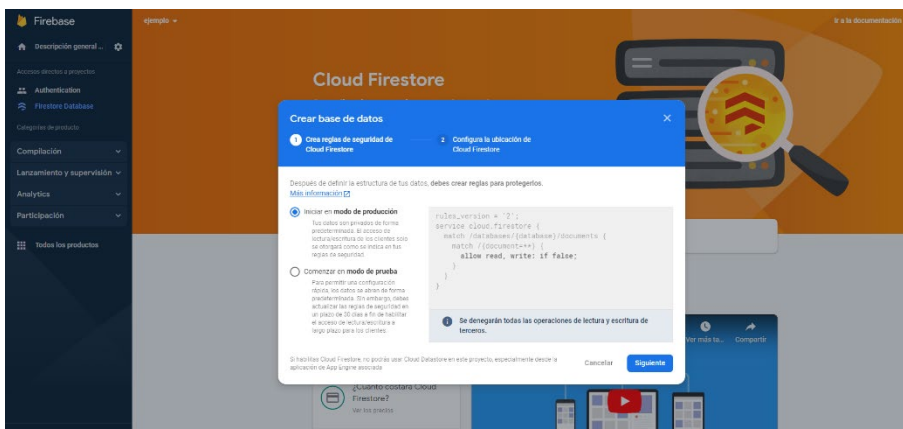 Firebase
ejemplo
Ir a la documentación
Descripción general ...
Accesos directos a proyectos
Authentication
Firestore Database
Categorías de producto
Compilación
Lanzamiento y supervisión
Analytics
Participación
Todos los productos
Cloud Firestore
Crear base de datos
1 Crea reglas de seguridad de
Cloud Firestore
2 Configura la ubicación de
Cloud Firestore
Después de definir la estructura de tus datos, debes crear reglas para protegerlos.
Más información
Iniciar en modo de producción
Tus datos son privados de forma
predeterminada. El acceso de
lectura/escritura de los clientes solo
se otorgará como se indica en tus
reglas de seguridad.
Comenzar en modo de prueba
Para permitir una configuración
rápida, los datos se abren de forma
predeterminada. Sin embargo, debes
actualizar las reglas de seguridad en
un plazo de 30 días a fin de habilitar
el acceso de lectura/escritura a
largo plazo para los clientes.
rules_version = '2';
service cloud.firestore {
match /databases/{database}/documents {
match /{document=**} {
allow read, write: if false;
}
}
}
Se denegarán todas las operaciones de lectura y escritura de
terceros.
Si habilitas Cloud Firestore, no podrás usar Cloud Datastore en este proyecto, especialmente desde la
aplicación de App Engine asociada
Cancelar
Siguiente
Ver más ta...
Compartir
¿Cuánto costará Cloud
Firestore?
Ver los precios